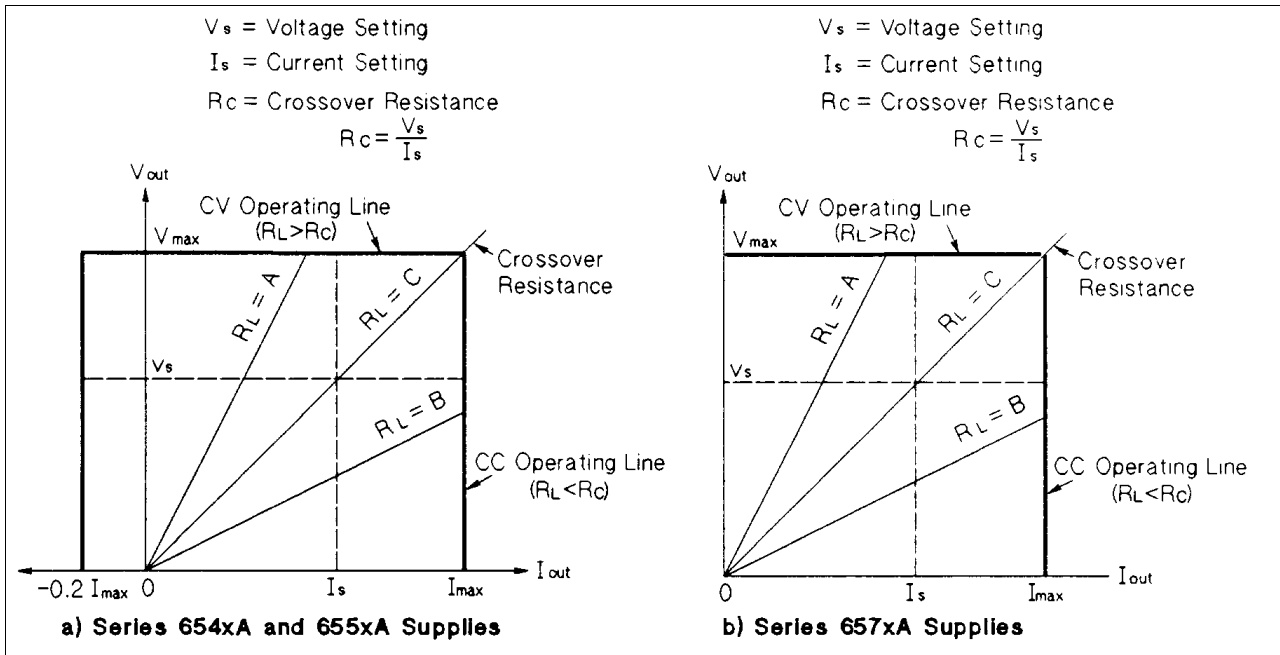 Vs = Voltage Setting
Is = Current Setting
Rc = Crossover Resistance
Rc = Vs
Is
Vout
CV Operating Line
(RL>Rc)
Vmax
Crossover
Resistance
RL = A
RL = C
Vs
RL = B
CC Operating Line
(RL<Rc)
-0.2 Imax
0
Is
Imax
Iout
a) Series 654xA and 655xA Supplies
Vs = Voltage Setting
Is = Current Setting
Rc = Crossover Resistance
Rc = Vs
Is
Vout
CV Operating Line
(RL>Rc)
Vmax
Crossover
Resistance
RL = A
RL = C
Vs
RL = B
CC Operating Line
(RL<Rc)
0
Is
Imax
Iout
b) Series 657xA Supplies